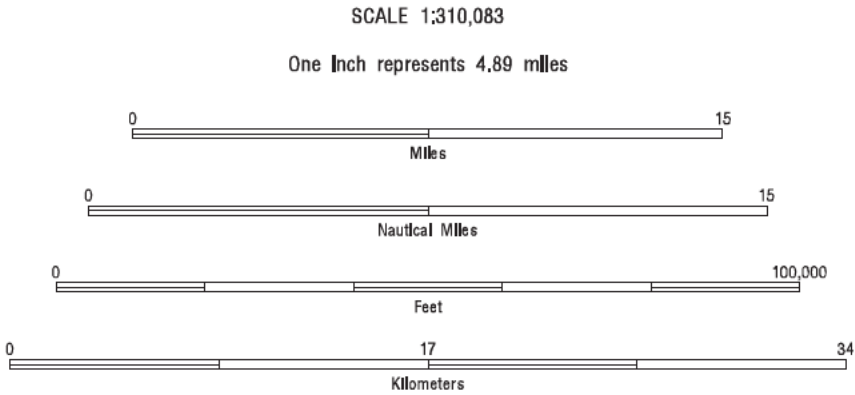 SCALE 1:310,083
One Inch represents 4.89 miles
0 15
Miles
0 15
Nautical Miles
0 100,000
Feet
0 17 34
Kilometers